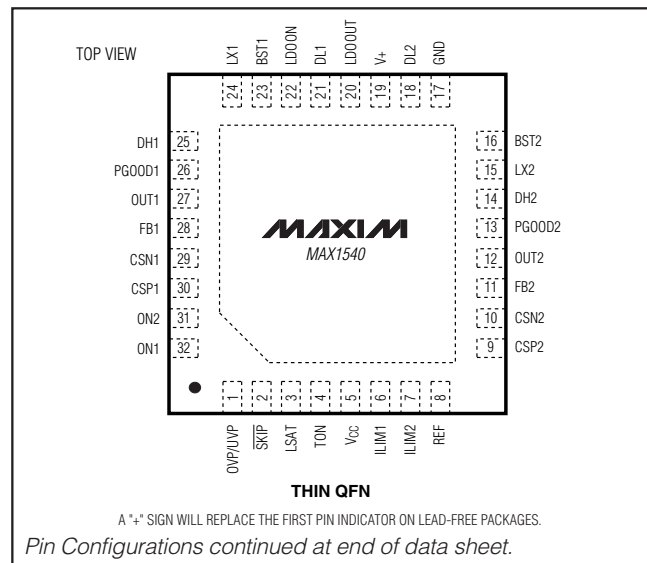 TOP VIEW
LX1 BST1 LDOON DL1 LDOOUT V+ DL2 GND
24 23 22 21 20 19 18 17
DH1 25
PGOOD1 26
OUT1 27
FB1 28
CSN1 29
CSP1 30
ON2 31
ON1 32
MAXIM
MAX1540
16 BST2
15 LX2
14 DH2
13 PGOOD2
12 OUT2
11 FB2
10 CSN2
9 CSP2
1 2 3 4 5 6 7 8
OVP/UVP SKIP LSAT TON VCC ILIM1 ILIM2 REF
THIN QFN
A "+" SIGN WILL REPLACE THE FIRST PIN INDICATOR ON LEAD-FREE PACKAGES.
Pin Configurations continued at end of data sheet.